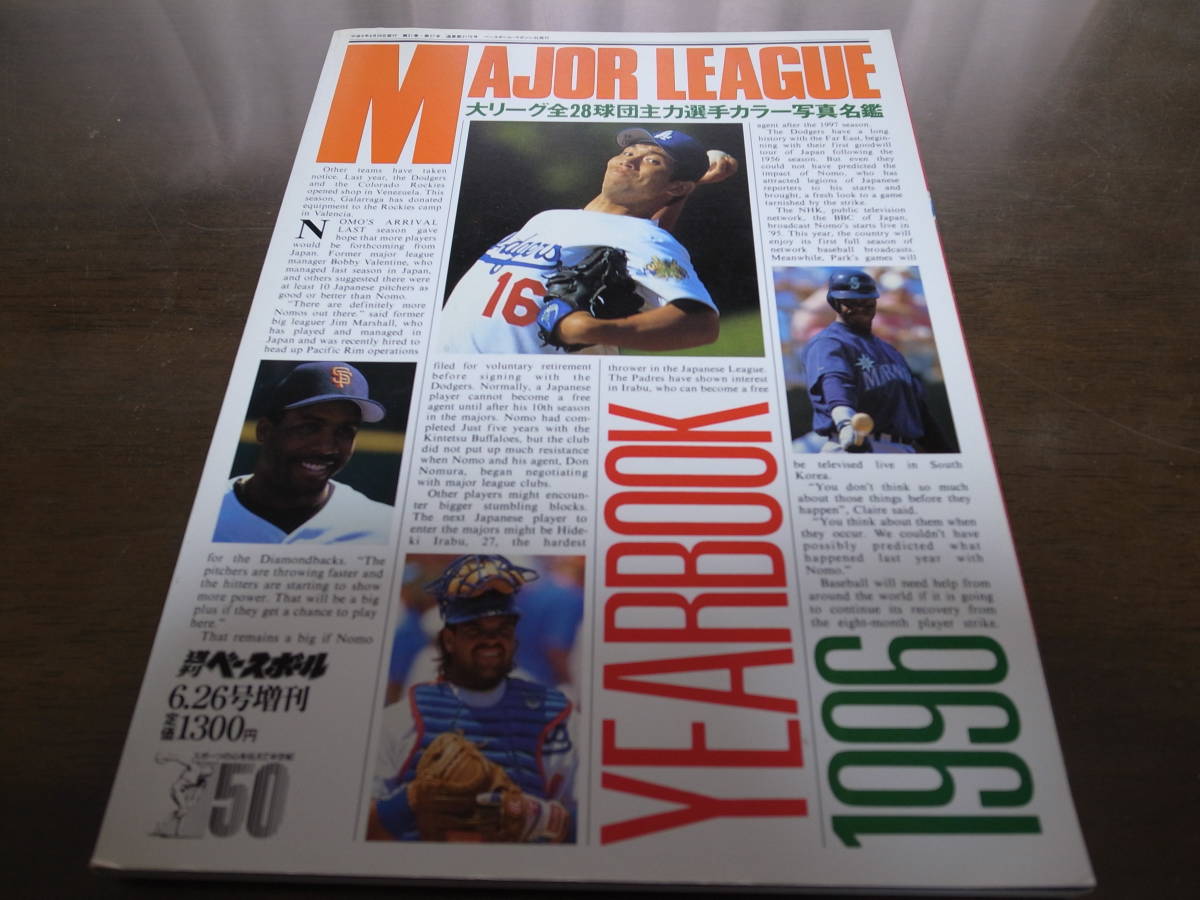 MAJOR LEAGUE
大リーグ全28球団主力選手カラー写真名鑑
Other teams have taken
notice. Last year, the Dodgers
and the Colorado Rockies
opened shop in Venezuela. This
season, Galarraga has donated
equipment to the Rockies camp
in Valencia.
NOMO'S ARRIVAL
LAST season gave
hope that more players
would be forthcoming from
Japan. Former major league
manager Bobby Valentine, who
managed last season in Japan,
and others suggested there were
at least 10 Japanese pitchers as
good or better than Nomo.
"There are definitely more
Nomos out there." said former
big leaguer Jim Marshall, who
has played and managed in
Japan and was recently hired to
head up Pacific Rim operations
for the Diamondbacks. "The
pitchers are throwing faster and
the hitters are starting to show
more power. That will be a big
plus if they get a chance to play
here."
That remains a big if Nomo
filed for voluntary retirement
before signing with the
Dodgers. Normally, a Japanese
player cannot become a free
agent until after his 10th season
in the majors. Nomo had com-
pleted Just five years with the
Kintetsu Buffaloes, but the club
did not put up much resistance
when Nomo and his agent, Don
Nomura, began negotiating
with major league clubs.
Other players might encoun-
ter bigger stumbling blocks.
The next Japanese player to
enter the majors might be Hide-
ki Irabu, 27, the hardest
thrower in the Japanese League.
The Padres have shown interest
in Irabu, who can become a free
agent after the 1997 season.
The Dodgers have a long
history with the Far East, begin-
ning with their first goodwill
tour of Japan following the
1956 season. But even they
could not have predicted the
impact of Nomo, who has
attracted legions of Japanese
reporters to his starts and
brought, a fresh look to a game
tarnished by the strike.
The NHK, public television
network, the BBC of Japan,
broadcast Nomo's starts live in
'95. This year, the country will
enjoy its first full season of
network baseball broadcasts.
Meanwhile, Park's games will
be televised live in South
Korea.
"You don't think so much
about those things before they
happen", Claire said.
"You think about them when
they occur. We couldn't have
possibly predicted what
happened last year with
Nomo."
Baseball will need help from
around the world if it is going
to continue its recovery from
the eight-month player strike.
Dodgers
16
LA
SF
S
YEARBOOK
1996
週刊ベースボール
6.26号増刊
定価1300円
50